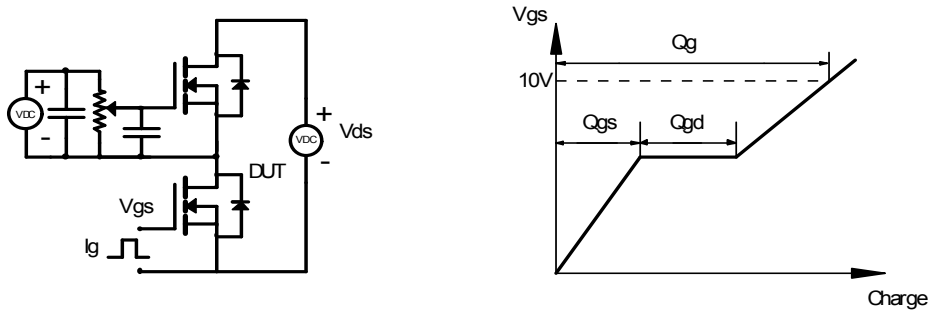 +
VDC
-
+
VDC
-
Vds
DUT
Vgs
Ig
Vgs
Qg
10V
Qgs
Qgd
Charge